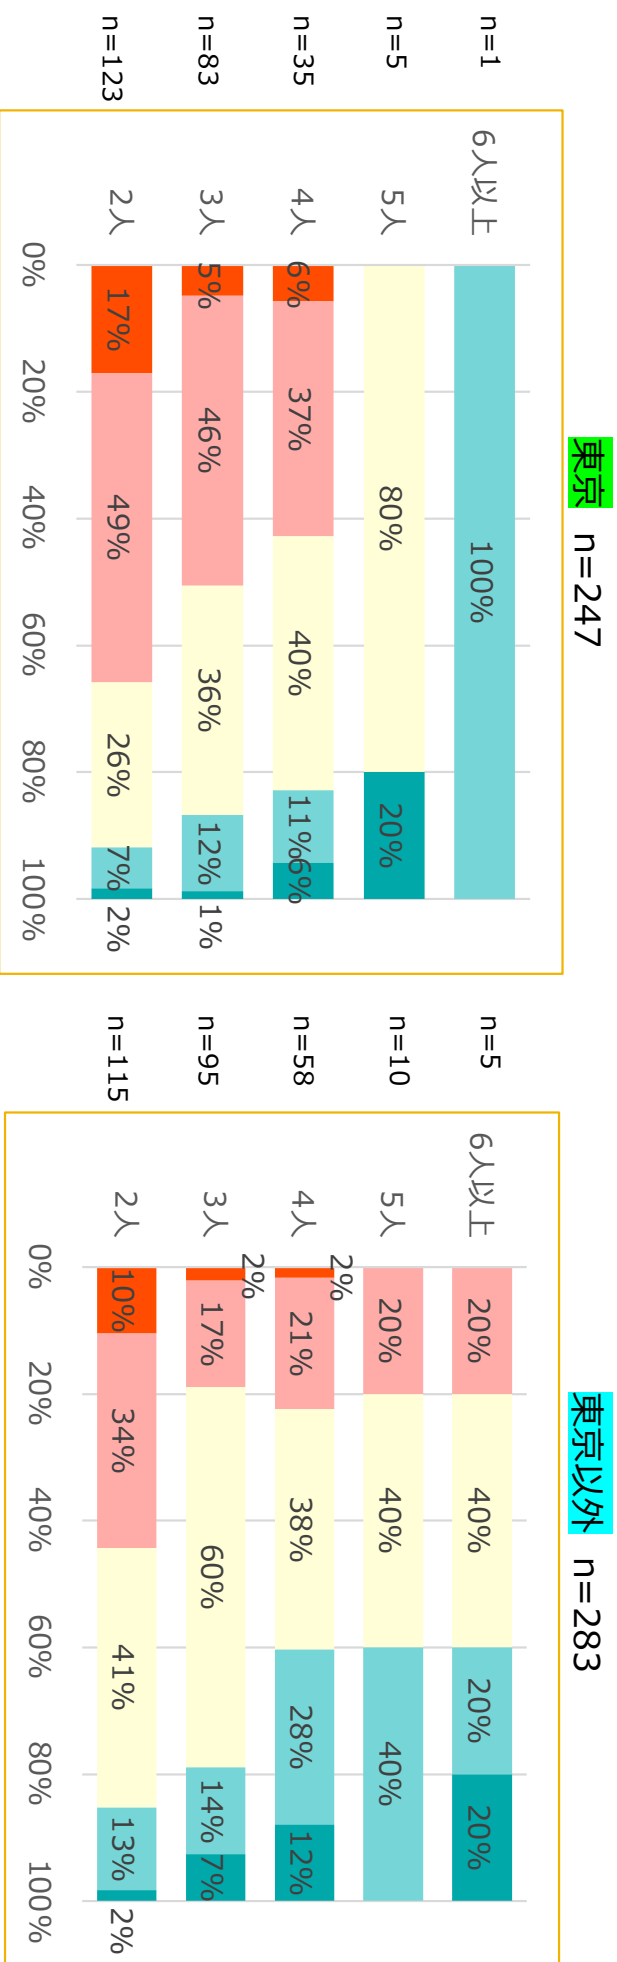 東京 n=247
n=1
6人以上
100%
n=5
5人
80% 20%
n=35
4人
6% 37% 40% 11% 6%
n=83
3人
5% 46% 36% 12% 1%
n=123
2人
17% 49% 26% 7% 2%
0% 20% 40% 60% 80% 100%
東京以外 n=283
n=5
6人以上
20% 40% 20% 20%
n=10
5人
20% 40% 40%
n=58
4人
2% 21% 38% 28% 12%
n=95
3人
2% 17% 60% 14% 7%
n=115
2人
10% 34% 41% 13% 2%
0% 20% 40% 60% 80% 100%